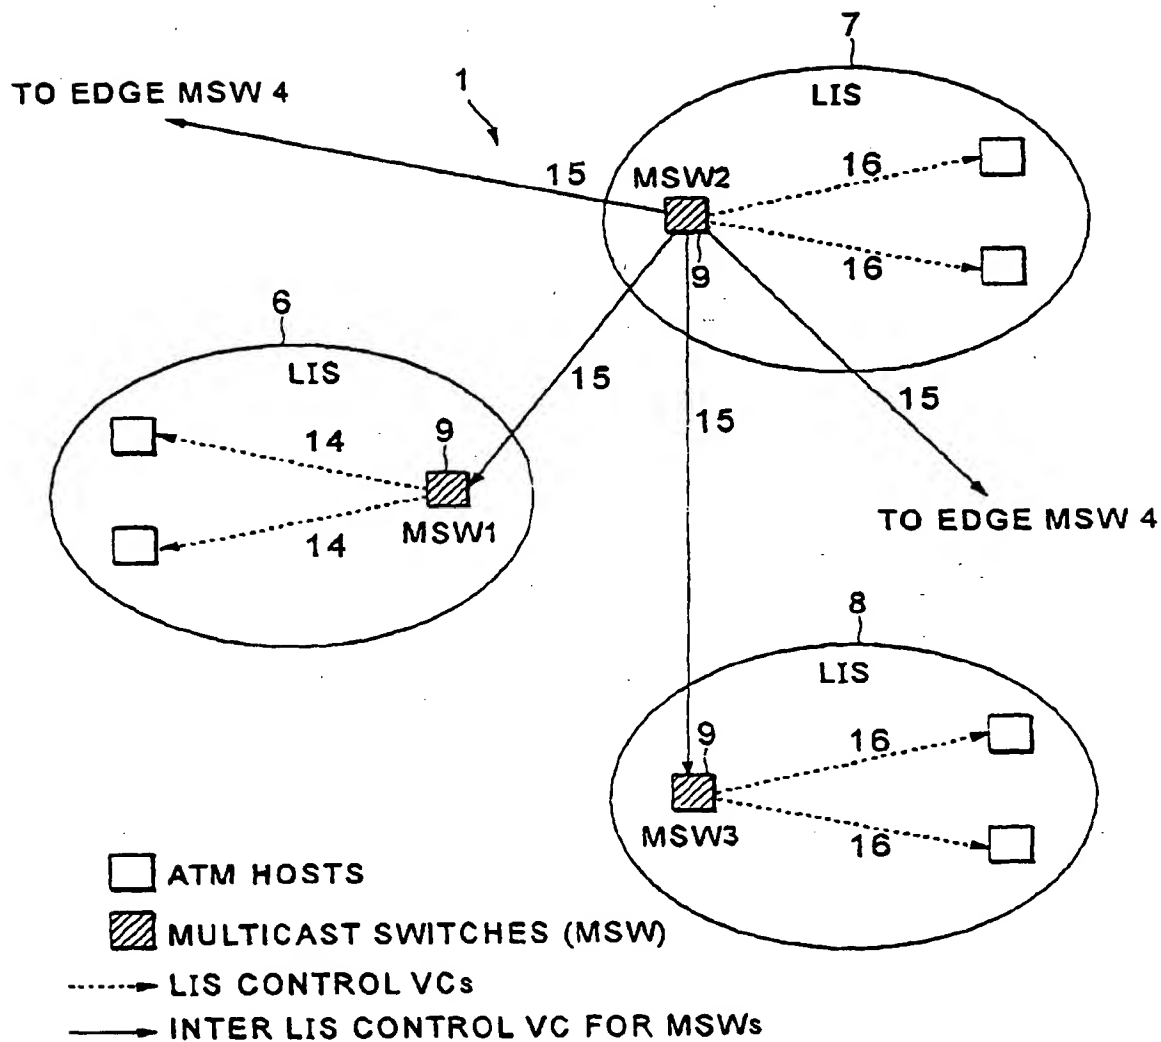 7
TO EDGE MSW 4
1
LIS
15
MSW2
16
16
9
6
LIS
15
15
15
14
9
14
MSW1
TO EDGE MSW 4
8
LIS
9
16
16
MSW3
ATM HOSTS
MULTICAST SWITCHES (MSW)
LIS CONTROL VCs
INTER LIS CONTROL VC FOR MSWs